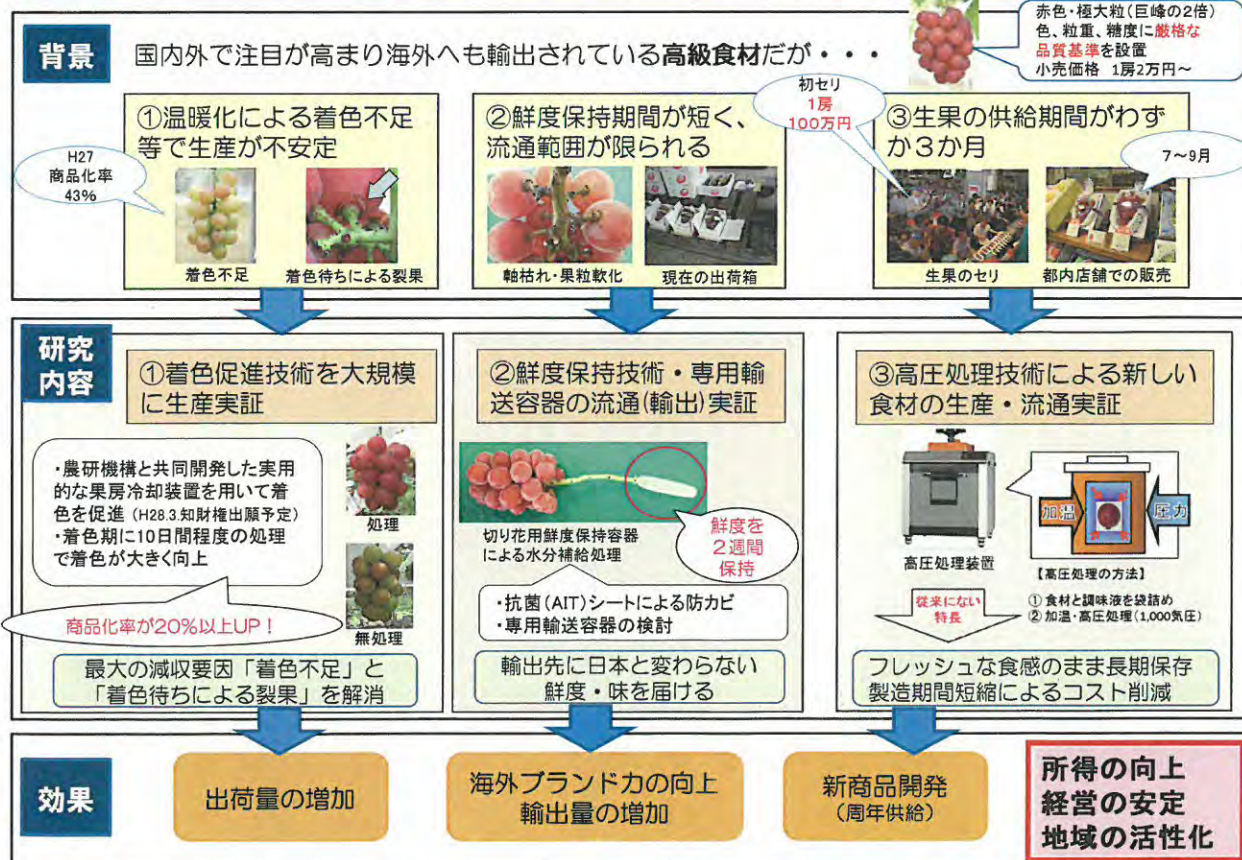 背景
国内外で注目が高まり海外へも輸出されている高級食材だが・・・
赤色・極大粒(巨峰の2倍)
色、粒重、糖度に厳格な
品質基準を設置
小売価格 1房2万円～
①温暖化による着色不足
等で生産が不安定
H27
商品化率
43%
着色不足
着色待ちによる裂果
②鮮度保持期間が短く、
流通範囲が限られる
軸枯れ・果粒軟化
現在の出荷箱
初セリ
1房
100万円
③生果の供給期間がわず
か3か月
7～9月
生果のセリ
都内店舗での販売
研究
内容
①着色促進技術を大規模
に生産実証
・農研機構と共同開発した実用
的な果房冷却装置を用いて着
色を促進 (H28.3.知財権出願予定)
・着色期に10日間程度の処理
で着色が大きく向上
処理
無処理
商品化率が20%以上UP！
最大の減収要因「着色不足」と
「着色待ちによる裂果」を解消
②鮮度保持技術・専用輸
送容器の流通(輸出)実証
切り花用鮮度保持容器
による水分補給処理
鮮度を
2週間
保持
・抗菌(AIT)シートによる防カビ
・専用輸送容器の検討
輸出先に日本と変わらない
鮮度・味を届ける
③高圧処理技術による新しい
食材の生産・流通実証
高圧処理装置
加温
圧力
【高圧処理の方法】
① 食材と調味液を袋詰め
② 加温・高圧処理(1,000気圧)
従来にない
特長
フレッシュな食感のまま長期保存
製造期間短縮によるコスト削減
効果
出荷量の増加
海外ブランド力の向上
輸出量の増加
新商品開発
(周年供給)
所得の向上
経営の安定
地域の活性化